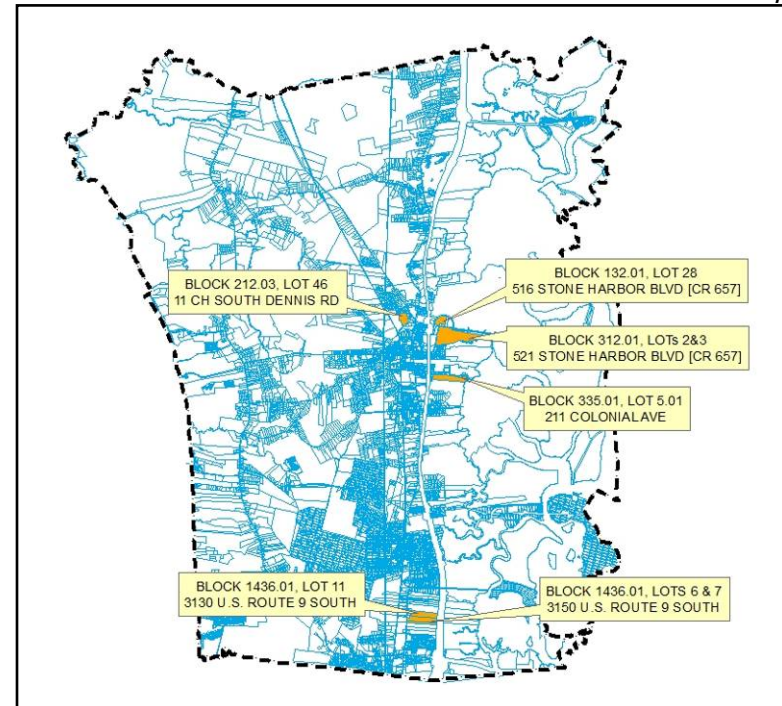 BLOCK 212.03, LOT 46
11 CH SOUTH DENNIS RD
BLOCK 132.01, LOT 28
516 STONE HARBOR BLVD [CR 657]
BLOCK 312.01, LOTs 2&3
521 STONE HARBOR BLVD [CR 657]
BLOCK 335.01, LOT 5.01
211 COLONIAL AVE
BLOCK 1436.01, LOT 11
3130 U.S. ROUTE 9 SOUTH
BLOCK 1436.01, LOTS 6 & 7
3150 U.S. ROUTE 9 SOUTH